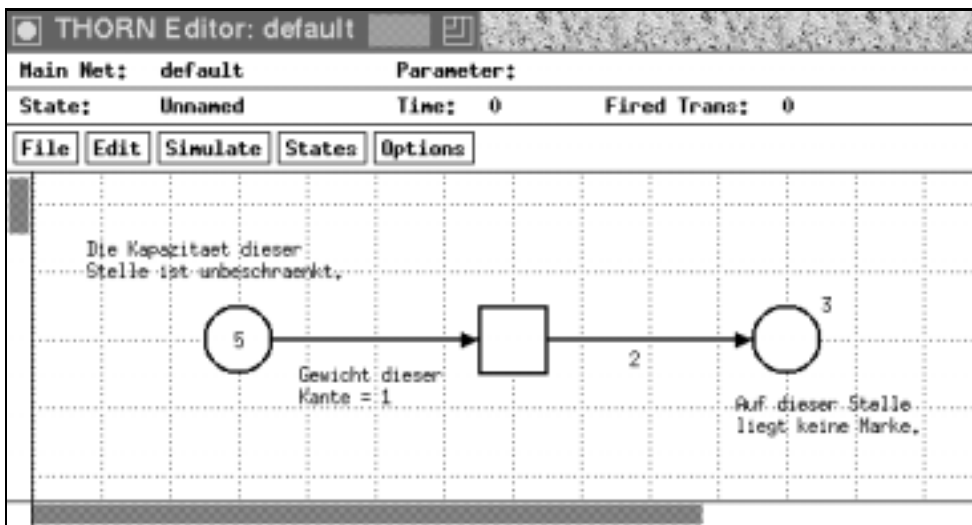 THORN Editor: default
Main Net: default Parameter:
State: Unnamed Time: 0 Fired Trans: 0
File Edit Simulate States Options
Die Kapazitaet dieser
Stelle ist unbeschraenkt.
5
Gewicht dieser
Kante = 1
2
3
Auf dieser Stelle
liegt keine Marke.